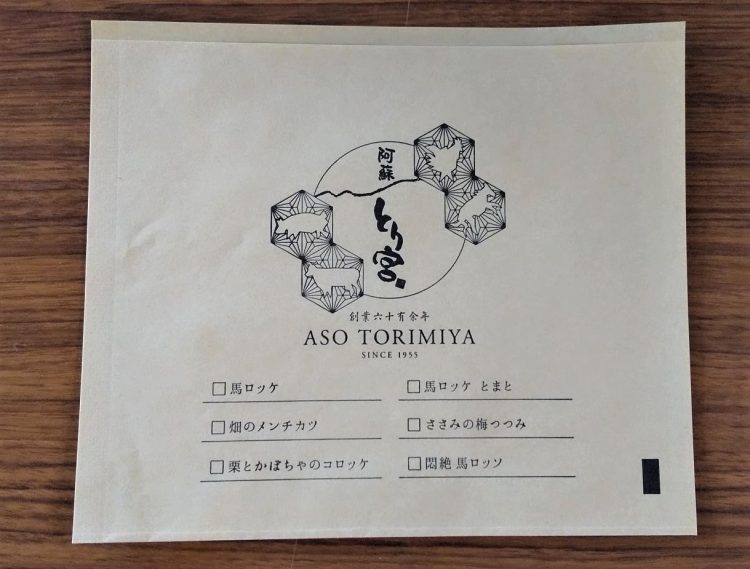 阿蘇
とり宮
創業六十有余年
ASO TORIMIYA
SINCE 1955
□馬ロッケ
□馬ロッケ とまと
□畑のメンチカツ
□ささみの梅つつみ
□栗とかぼちゃのコロッケ
□悶絶 馬ロッソ